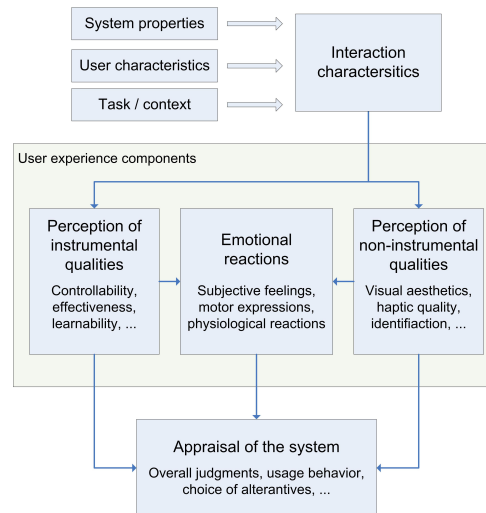 System properties
User characteristics
Task / context
Interaction
charactersitics
User experience components
Perception of
instrumental
qualities
Controllability,
effectiveness,
learnability, ...
Emotional
reactions
Subjective feelings,
motor expressions,
physiological reactions
Perception of
non-instrumental
qualities
Visual aesthetics,
haptic quality,
identifiaction, ...
Appraisal of the system
Overall judgments, usage behavior,
choice of alterantives, ...